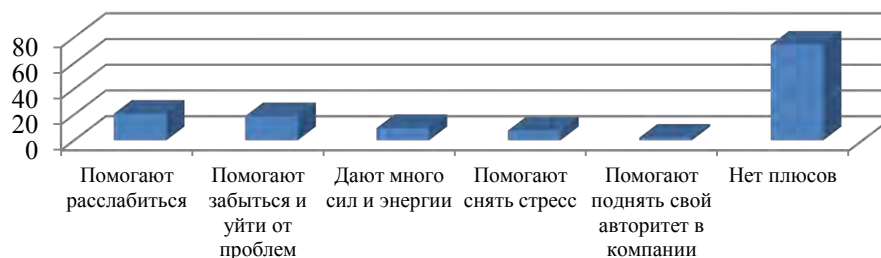 80
60
40
20
0
Помогают расслабиться
Помогают забыться и уйти от проблем
Дают много сил и энергии
Помогают снять стресс
Помогают поднять свой авторитет в компании
Нет плюсов